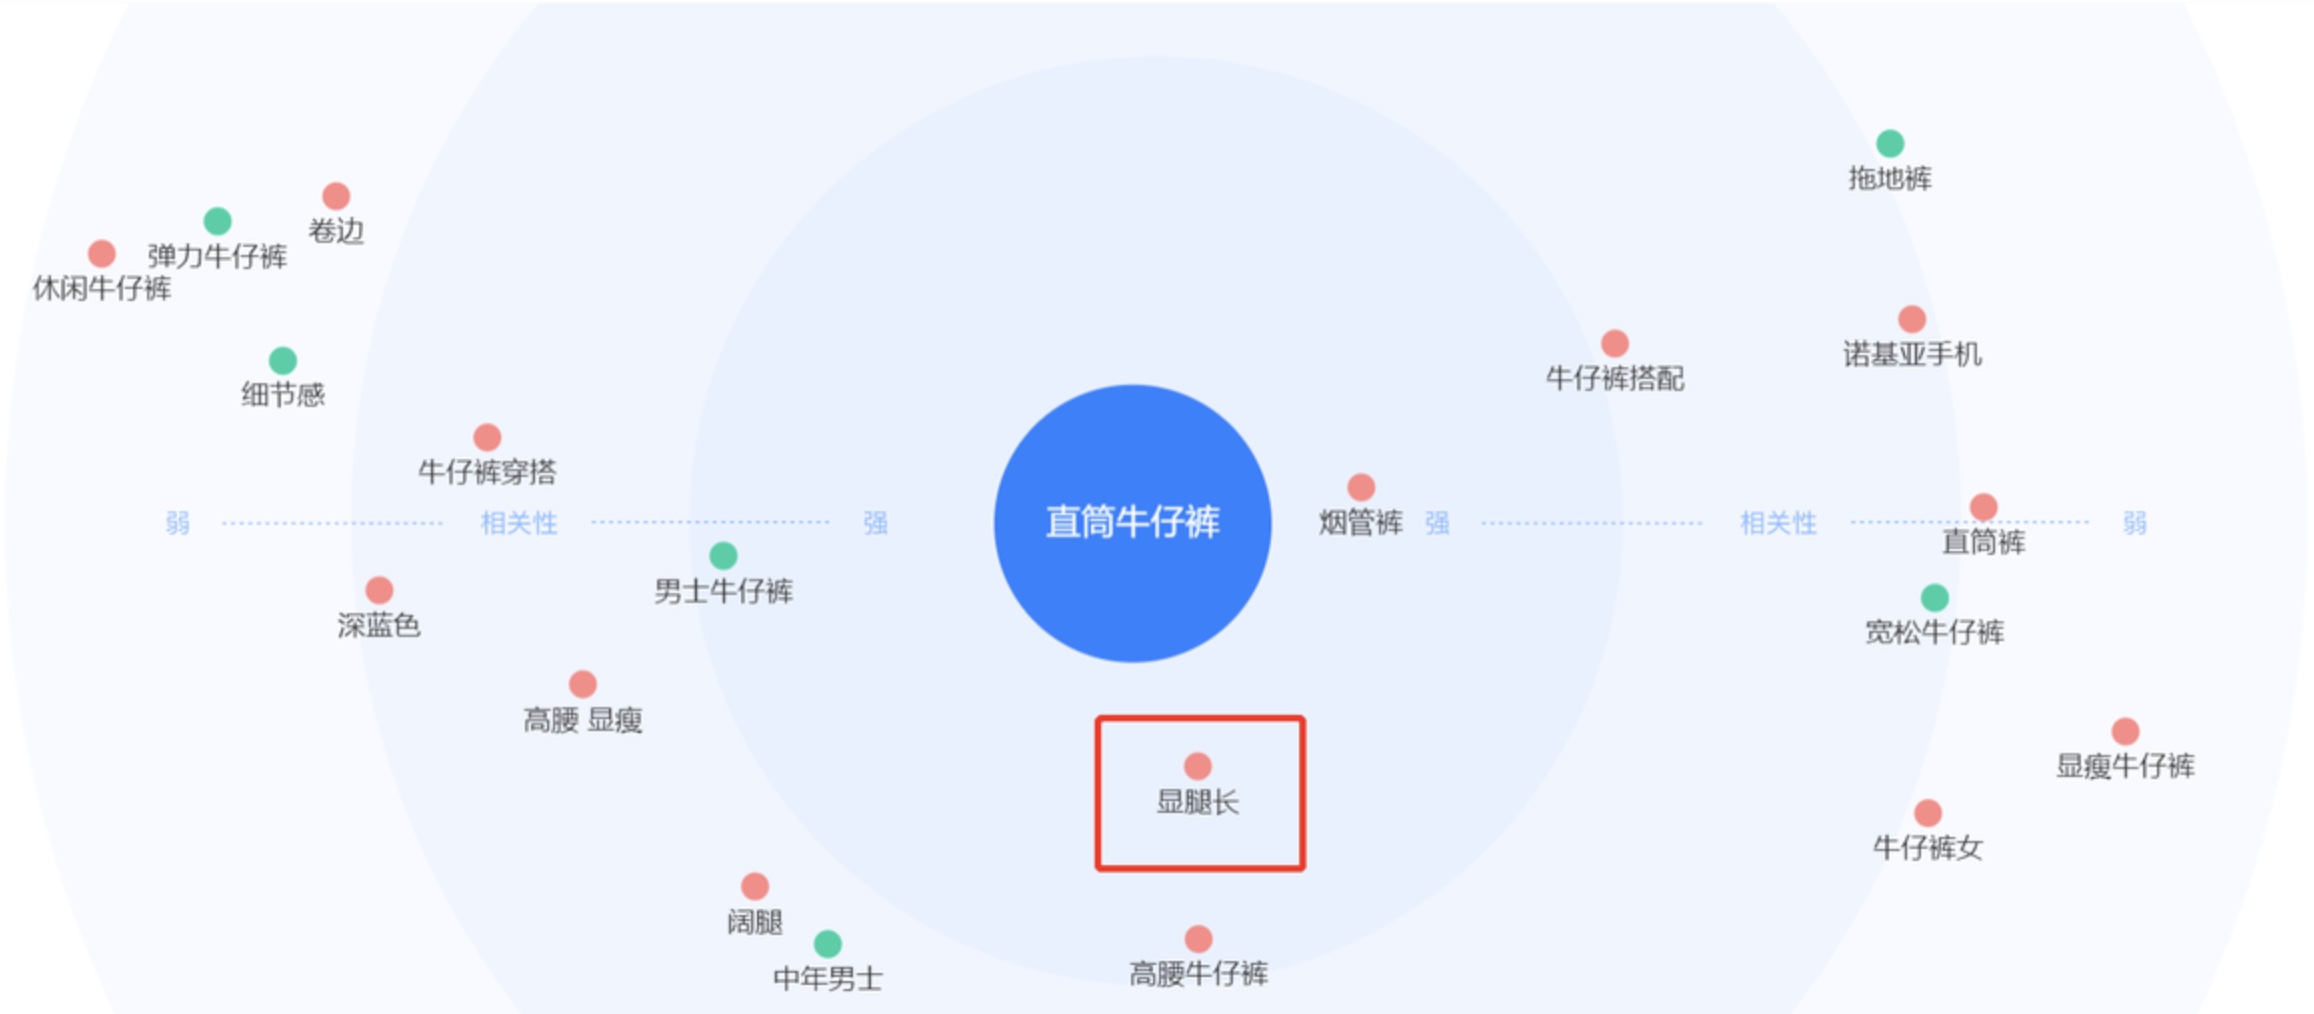 拖地裤
卷边
弹力牛仔裤
休闲牛仔裤
诺基亚手机
牛仔裤搭配
细节感
牛仔裤穿搭
弱
相关性
强
直筒牛仔裤
烟管裤
强
相关性
弱
直筒裤
男士牛仔裤
深蓝色
宽松牛仔裤
高腰 显瘦
显瘦牛仔裤
显腿长
牛仔裤女
阔腿
高腰牛仔裤
中年男士